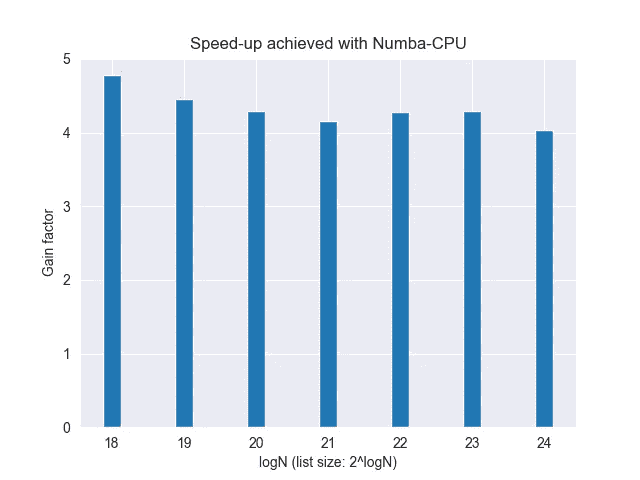 Speed-up achieved with Numba-CPU
5
4
3
2
1
0
Gain factor
18 19 20 21 22 23 24
logN (list size: 2^logN)